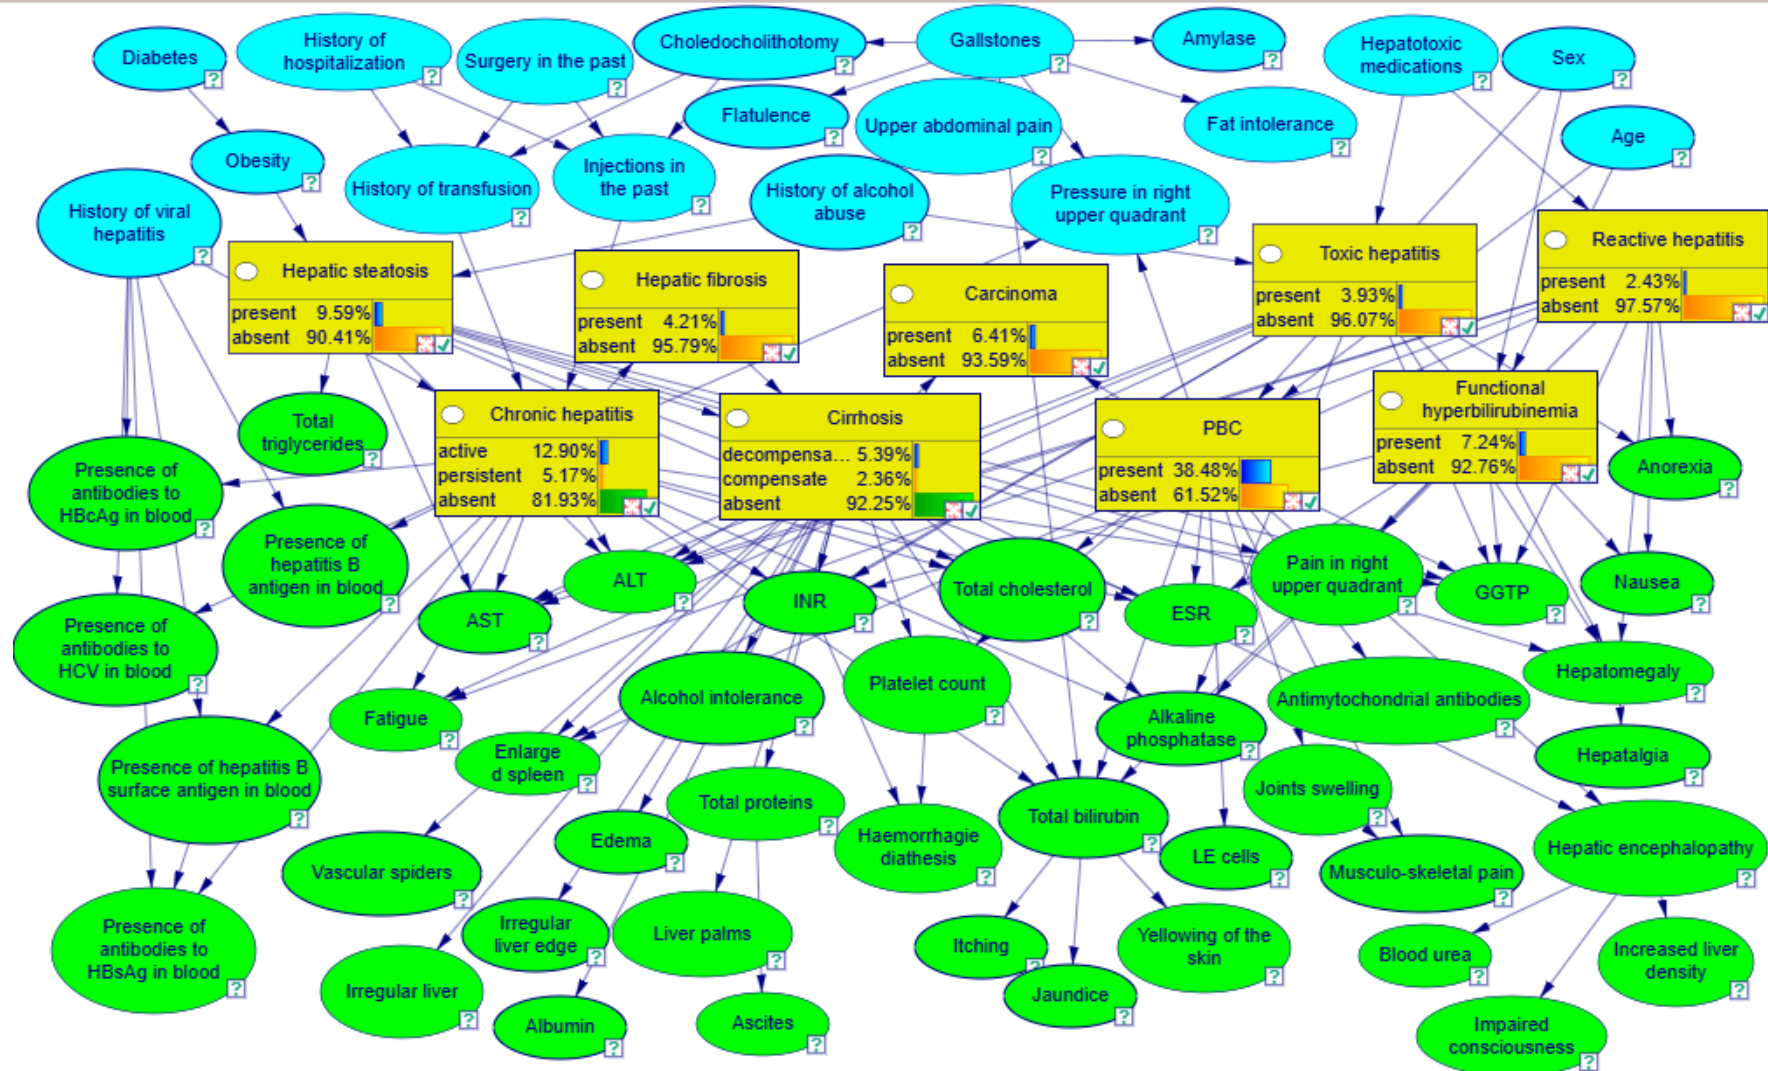 Diabetes
?
History of
hospitalization
?
Surgery in the past
?
Choledocholithotomy
?
Gallstones
?
Amylase
?
Hepatotoxic
medications
?
Sex
?
Flatulence
?
Upper abdominal pain
?
Fat intolerance
?
Age
?
Obesity
?
History of transfusion
?
Injections in
the past
?
History of alcohol
abuse
?
Pressure in right
upper quadrant
?
History of viral
hepatitis
?
Hepatic steatosis
present 9.59%
absent 90.41%
Hepatic fibrosis
present 4.21%
absent 95.79%
Carcinoma
present 6.41%
absent 93.59%
Toxic hepatitis
present 3.93%
absent 96.07%
Reactive hepatitis
present 2.43%
absent 97.57%
Total
triglycerides
?
Chronic hepatitis
active 12.90%
persistent 5.17%
absent 81.93%
Cirrhosis
decompensa... 5.39%
compensate 2.36%
absent 92.25%
PBC
present 38.48%
absent 61.52%
Functional
hyperbilirubinemia
present 7.24%
absent 92.76%
Anorexia
?
Presence of
antibodies to
HBcAg in blood
?
Presence of
hepatitis B
antigen in blood
?
AST
?
ALT
?
INR
?
Total cholesterol
?
ESR
?
Pain in right
upper quadrant
?
GGTP
?
Nausea
?
Presence of
antibodies to
HCV in blood
?
Fatigue
?
Enlarge
d spleen
?
Alcohol intolerance
?
Platelet count
?
Alkaline
phosphatase
?
Antimytochondrial antibodies
?
Hepatomegaly
?
Hepatalgia
?
Presence of hepatitis B
surface antigen in blood
?
Vascular spiders
?
Edema
?
Total proteins
?
Haemorrhagie
diathesis
?
Total bilirubin
?
LE cells
?
Joints swelling
?
Musculo-skeletal pain
?
Hepatic encephalopathy
?
Presence of
antibodies to
HBsAg in blood
?
Irregular liver
?
Irregular
liver edge
?
Liver palms
?
Albumin
?
Ascites
?
Itching
?
Jaundice
?
Yellowing of the
skin
?
Blood urea
?
Increased liver
density
?
Impaired
consciousness
?